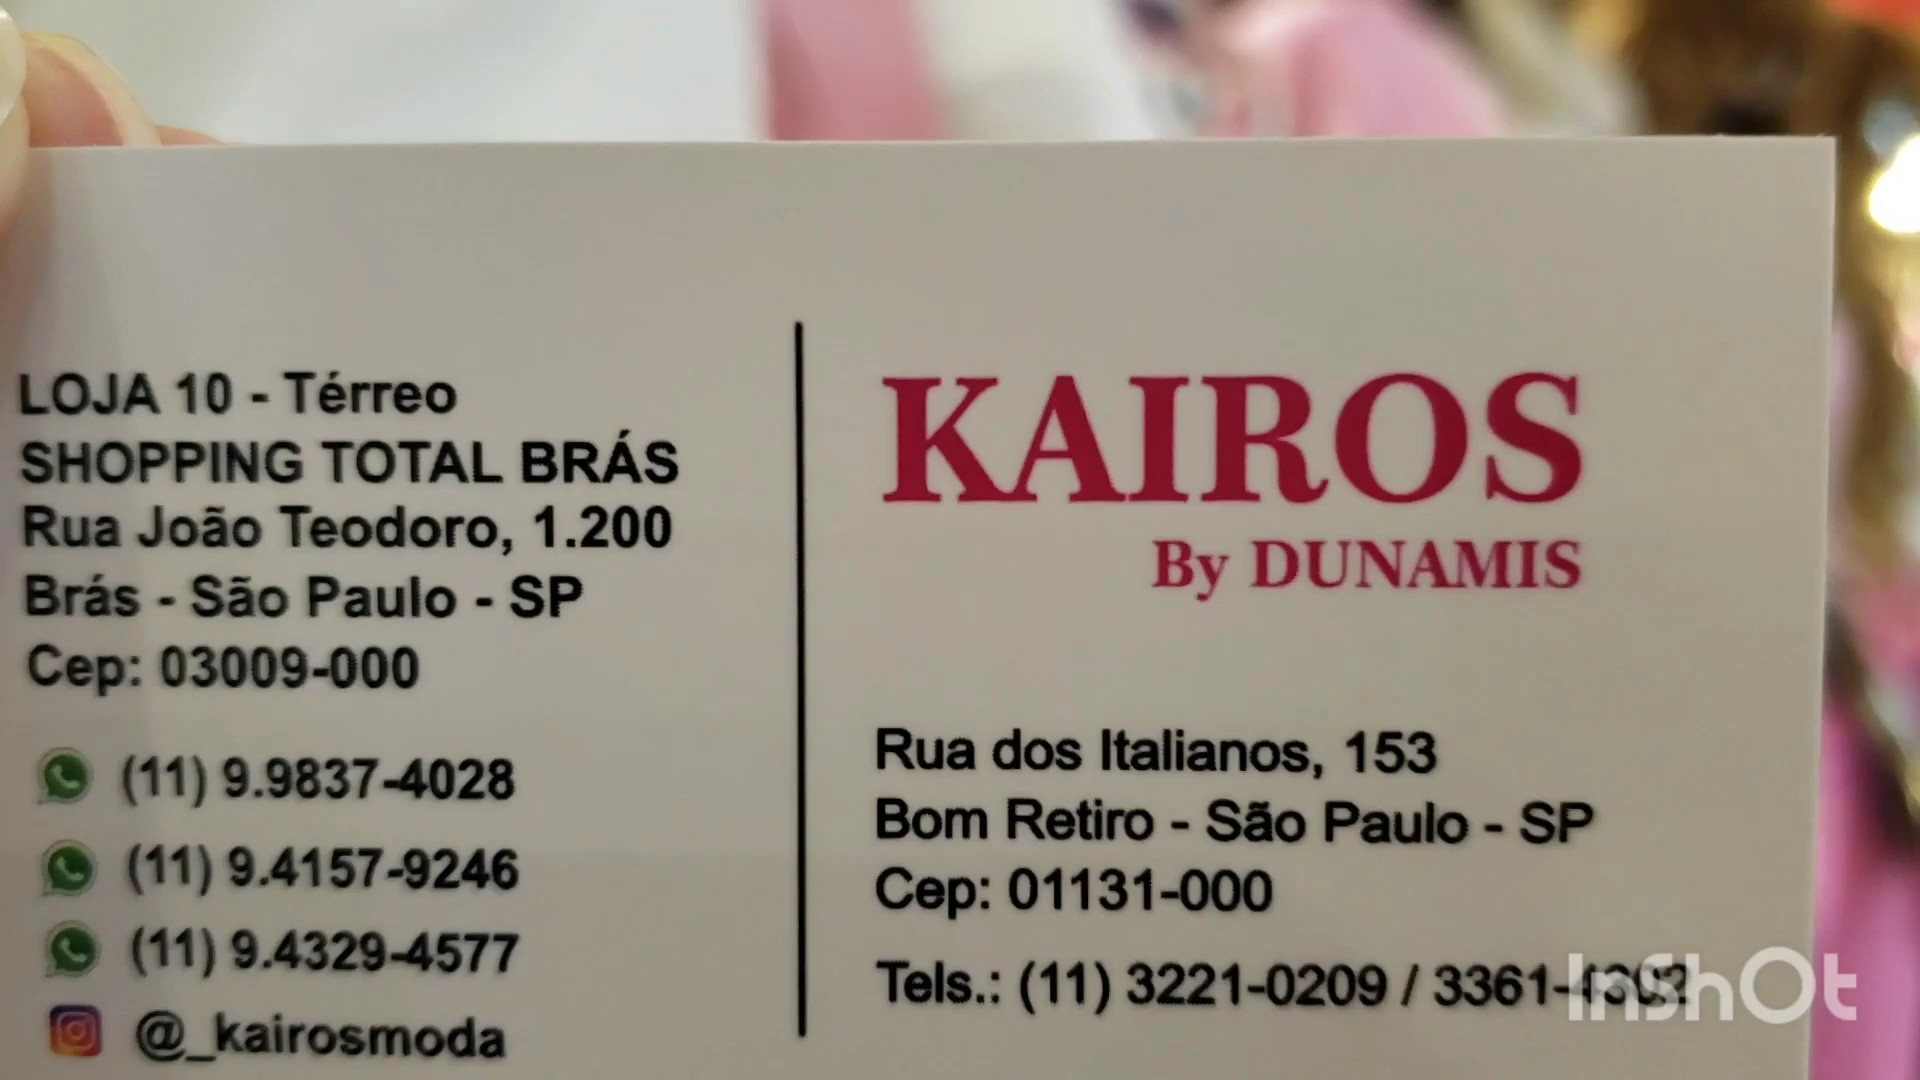 LOJA 10 - Térreo
SHOPPING TOTAL BRÁS
Rua João Teodoro, 1.200
Brás - São Paulo - SP
Cep: 03009-000
(11) 9.9837-4028
(11) 9.4157-9246
(11) 9.4329-4577
@_kairosmoda
KAIROS
By DUNAMIS
Rua dos Italianos, 153
Bom Retiro - São Paulo - SP
Cep: 01131-000
Tels.: (11) 3221-0209 /
InShOt